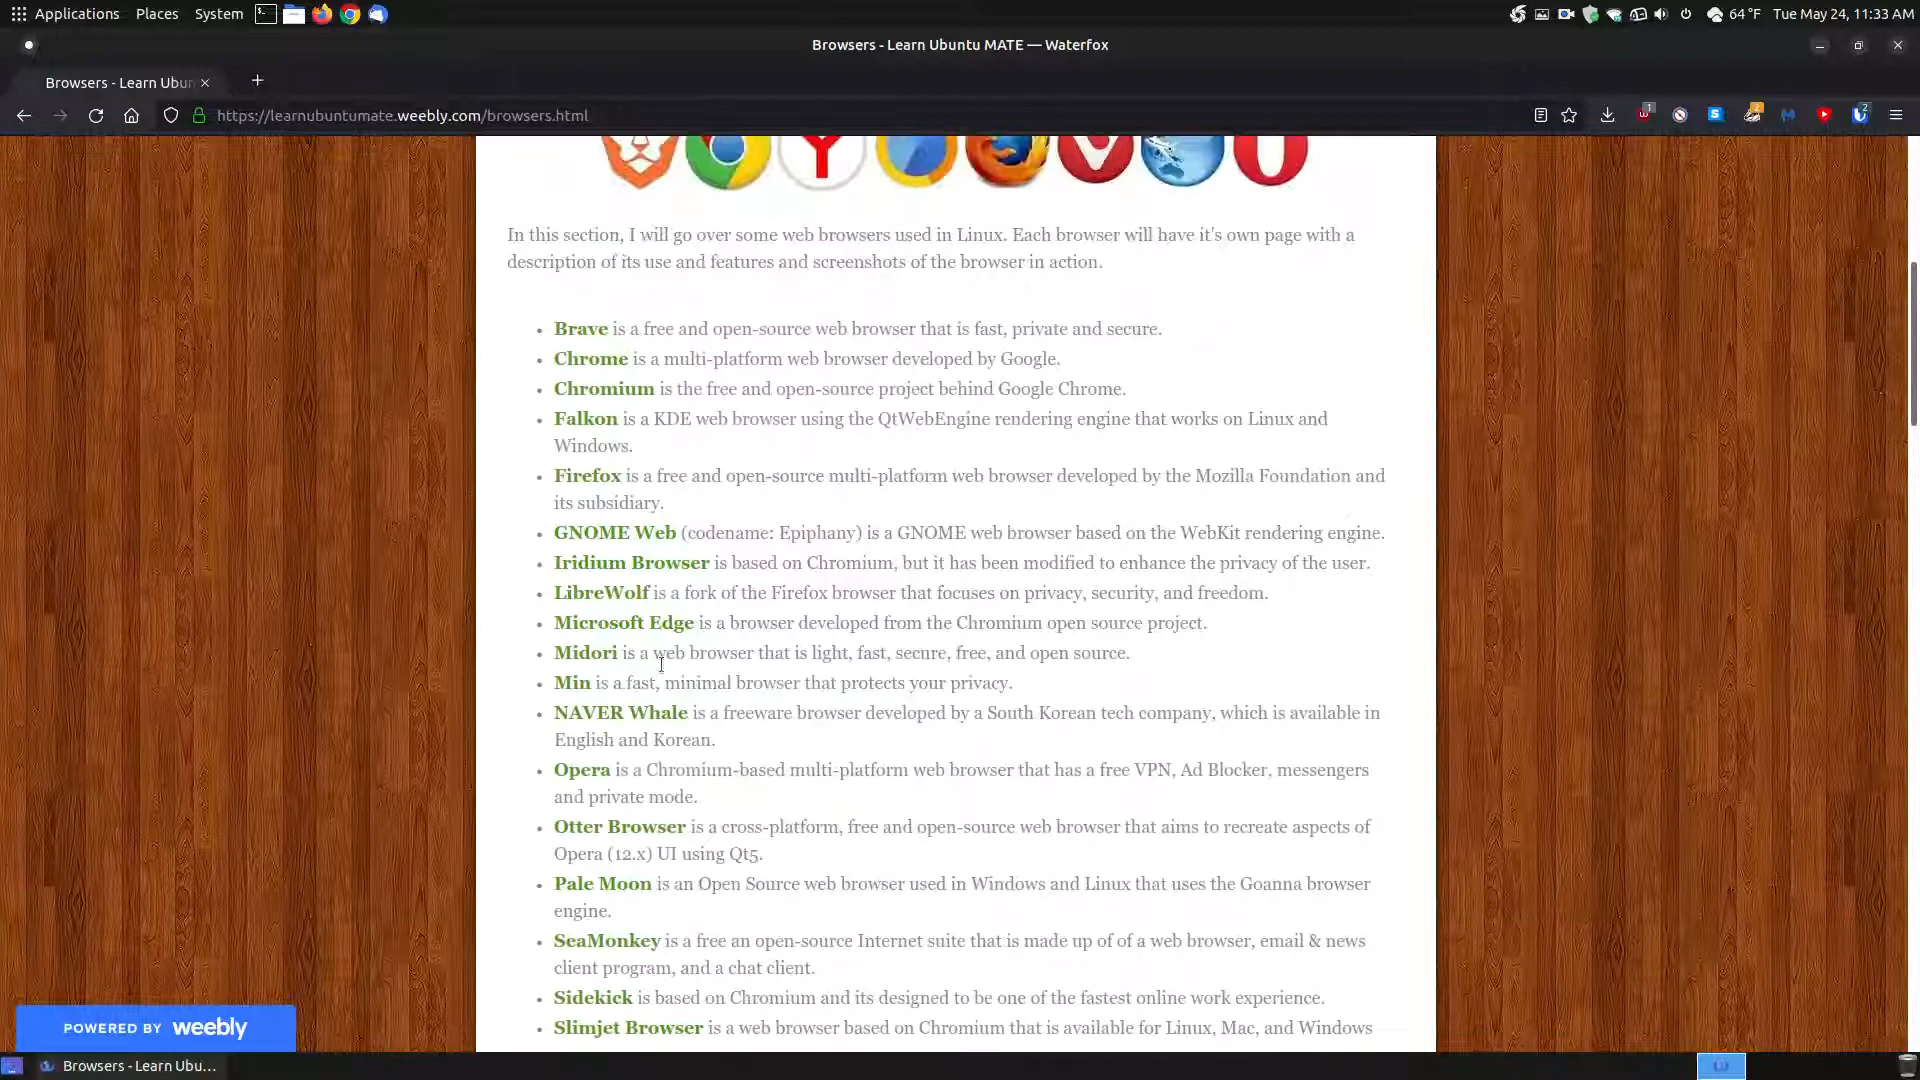 Applications Places System
64 °F Tue May 24, 11:33 AM
Browsers - Learn Ubuntu MATE — Waterfox
Browsers - Learn Ubun
https://learnubuntumate.weebly.com/browsers.html
1 2 2
In this section, I will go over some web browsers used in Linux. Each browser will have it's own page with a
description of its use and features and screenshots of the browser in action.
Brave is a free and open-source web browser that is fast, private and secure.
Chrome is a multi-platform web browser developed by Google.
Chromium is the free and open-source project behind Google Chrome.
Falkon is a KDE web browser using the QtWebEngine rendering engine that works on Linux and
Windows.
Firefox is a free and open-source multi-platform web browser developed by the Mozilla Foundation and
its subsidiary.
GNOME Web (codename: Epiphany) is a GNOME web browser based on the WebKit rendering engine.
Iridium Browser is based on Chromium, but it has been modified to enhance the privacy of the user.
LibreWolf is a fork of the Firefox browser that focuses on privacy, security, and freedom.
Microsoft Edge is a browser developed from the Chromium open source project.
Midori is a web browser that is light, fast, secure, free, and open source.
Min is a fast, minimal browser that protects your privacy.
NAVER Whale is a freeware browser developed by a South Korean tech company, which is available in
English and Korean.
Opera is a Chromium-based multi-platform web browser that has a free VPN, Ad Blocker, messengers
and private mode.
Otter Browser is a cross-platform, free and open-source web browser that aims to recreate aspects of
Opera (12.x) UI using Qt5.
Pale Moon is an Open Source web browser used in Windows and Linux that uses the Goanna browser
engine.
SeaMonkey is a free an open-source Internet suite that is made up of of a web browser, email & news
client program, and a chat client.
Sidekick is based on Chromium and its designed to be one of the fastest online work experience.
Slimjet Browser is a web browser based on Chromium that is available for Linux, Mac, and Windows
POWERED BY weebly
Browsers - Learn Ubu...